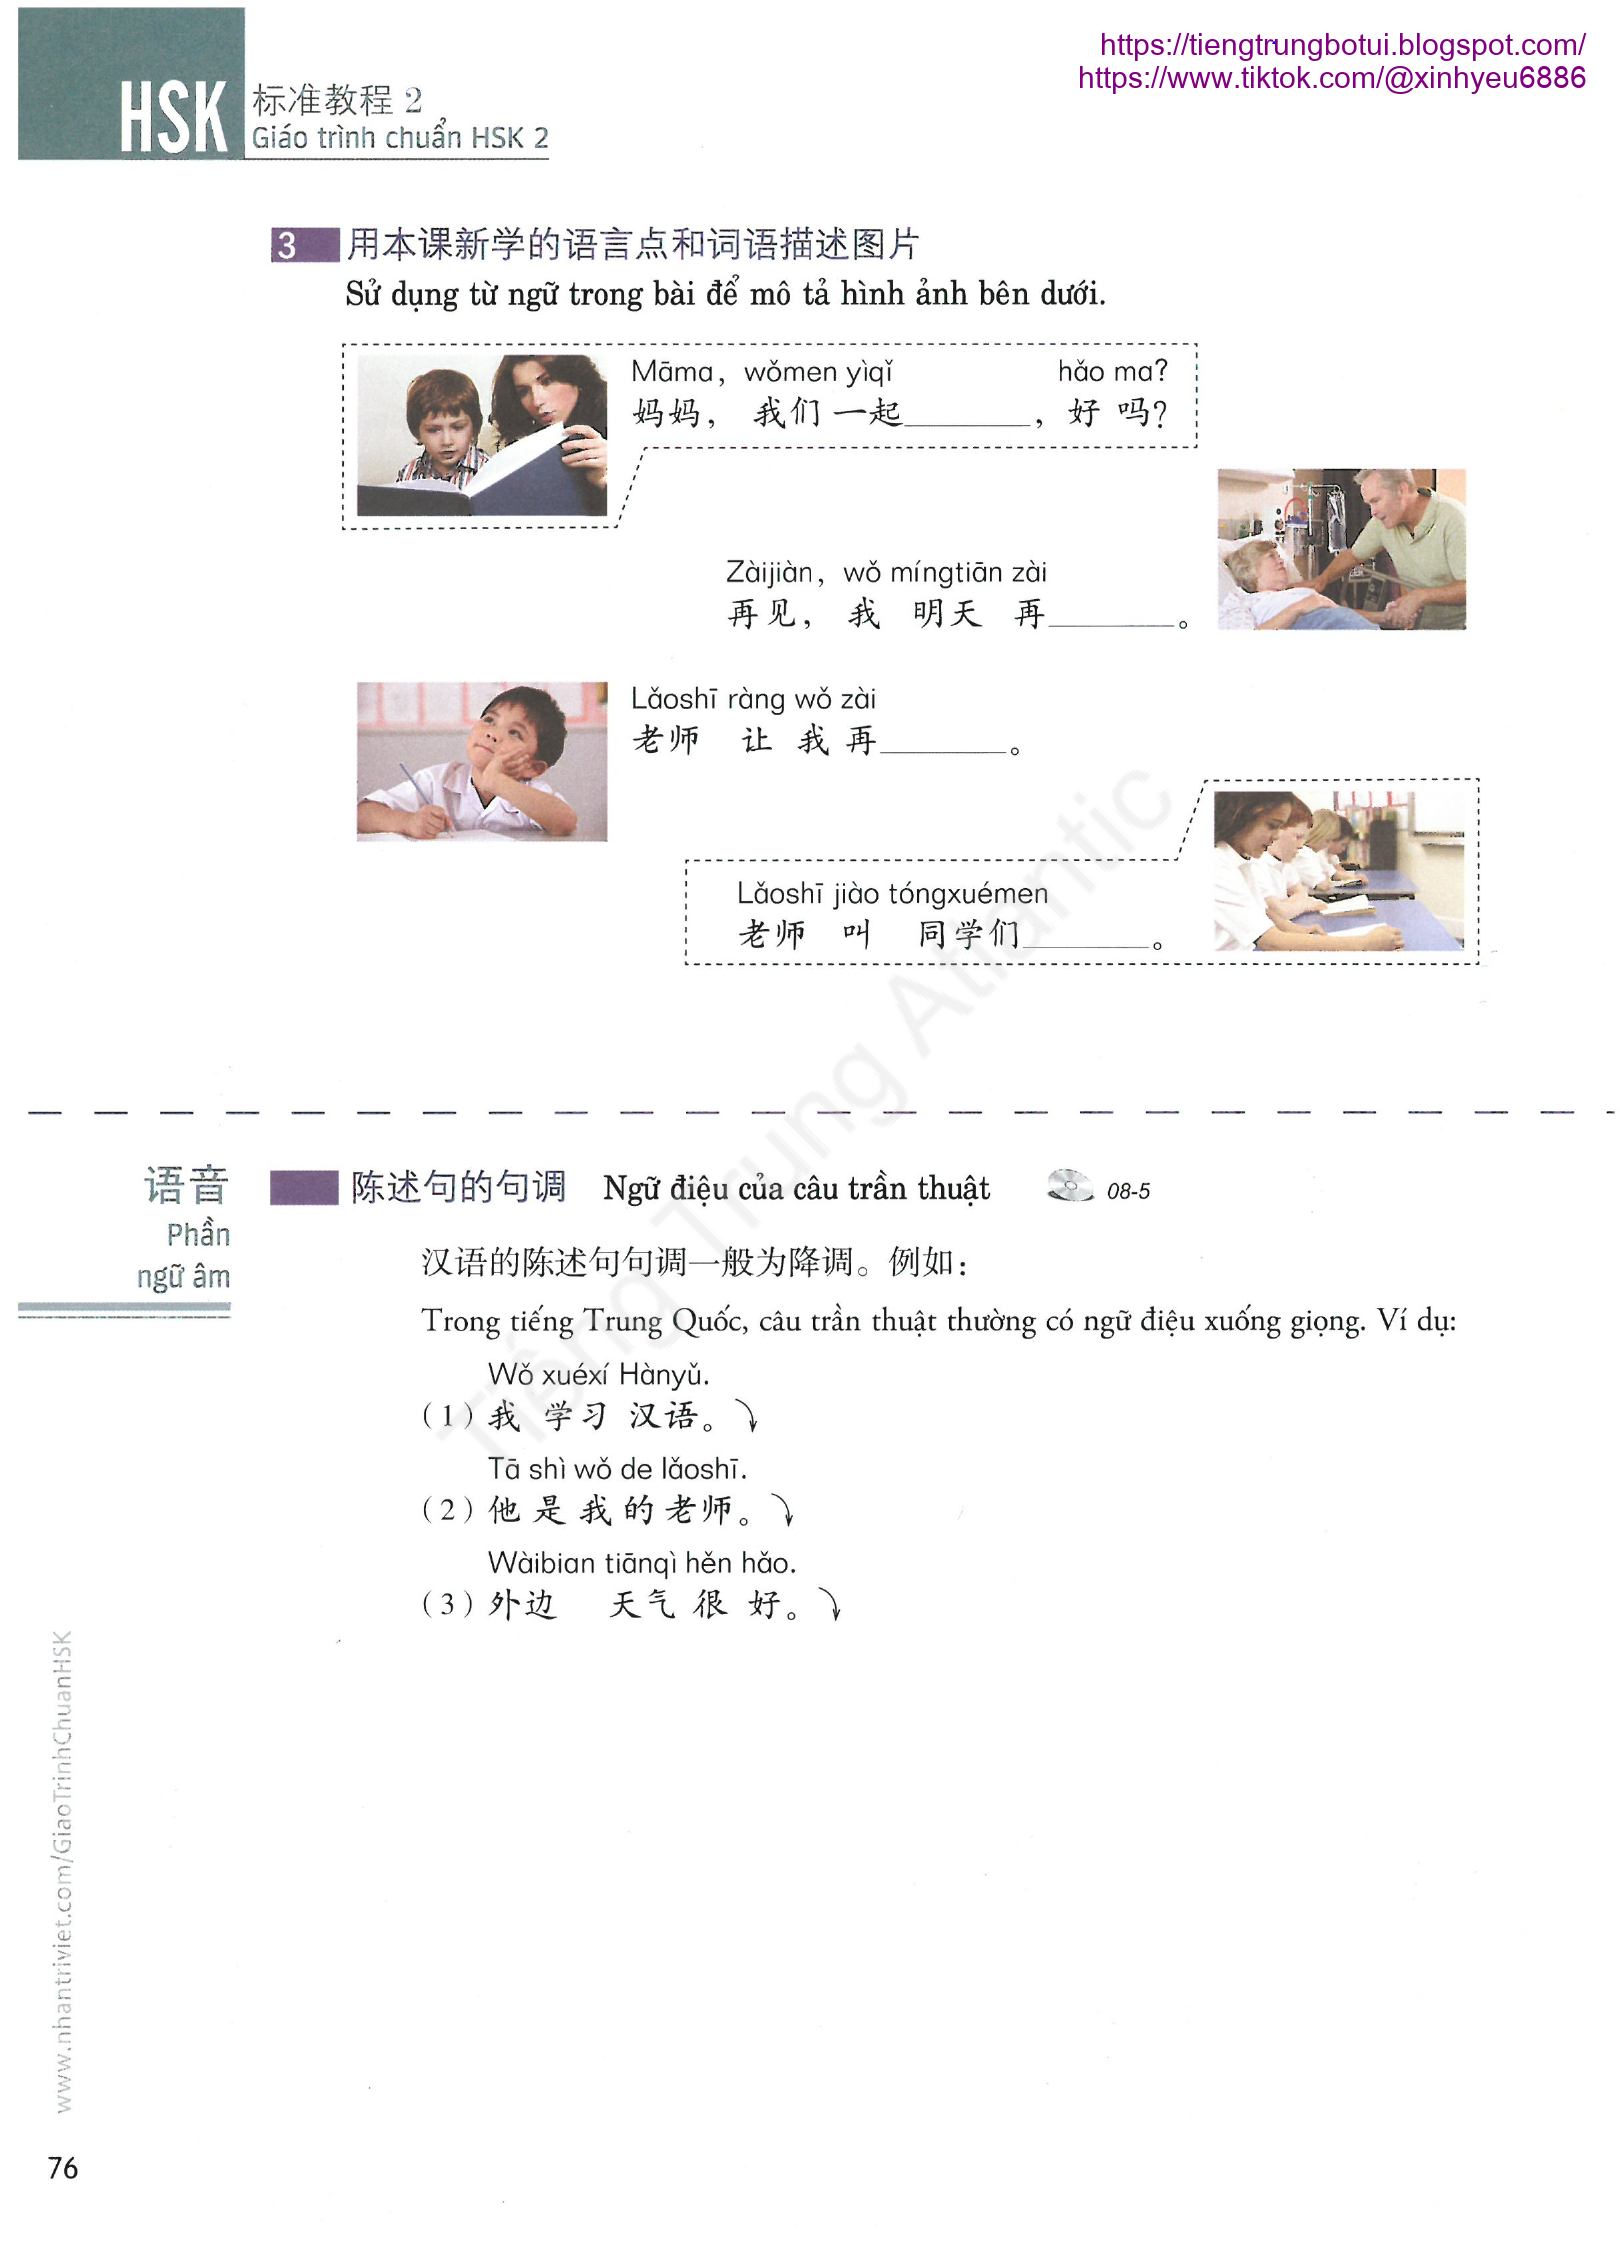 https://tiengtrungbotui.blogspot.com/
https://www.tiktok.com/@xinhyeu6886
HSK 标准教程 2
Giáo trình chuẩn HSK 2
3 用本课新学的语言点和词语描述图片
Sử dụng từ ngữ trong bài để mô tả hình ảnh bên dưới.
Māma, wǒmen yìqǐ hǎo ma?
妈妈, 我们一起________, 好吗?
Zàijiàn, wǒ míngtiān zài
再见, 我 明天 再________。
Lǎoshī ràng wǒ zài
老师 让 我 再________。
Lǎoshī jiào tóngxuémen
老师 叫 同学们________。
语音
Phần
ngữ âm
陈述句的句调 Ngữ điệu của câu trần thuật 08-5
汉语的陈述句句调一般为降调。例如:
Trong tiếng Trung Quốc, câu trần thuật thường có ngữ điệu xuống giọng. Ví dụ:
Wǒ xuéxí Hànyǔ.
(1) 我 学习 汉语。
Tā shì wǒ de lǎoshī.
(2) 他 是 我 的 老师。
Wàibian tiānqì hěn hǎo.
(3) 外边 天气 很 好。
Tiếng Trung Atlantic
www.nhantriviet.com/GiaoTrinhChuanHSK
76